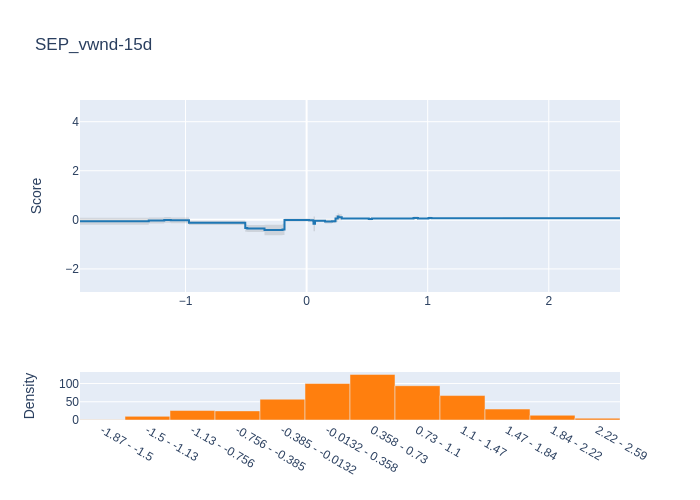 SEP_vwnd-15d
Score
4
2
0
−2
−1
0
1
2
Density
100
50
0
-1.87 - -1.5
-1.5 - -1.13
-1.13 - -0.756
-0.756 - -0.385
-0.385 - -0.0132
-0.0132 - 0.358
0.358 - 0.73
0.73 - 1.1
1.1 - 1.47
1.47 - 1.84
1.84 - 2.22
2.22 - 2.59